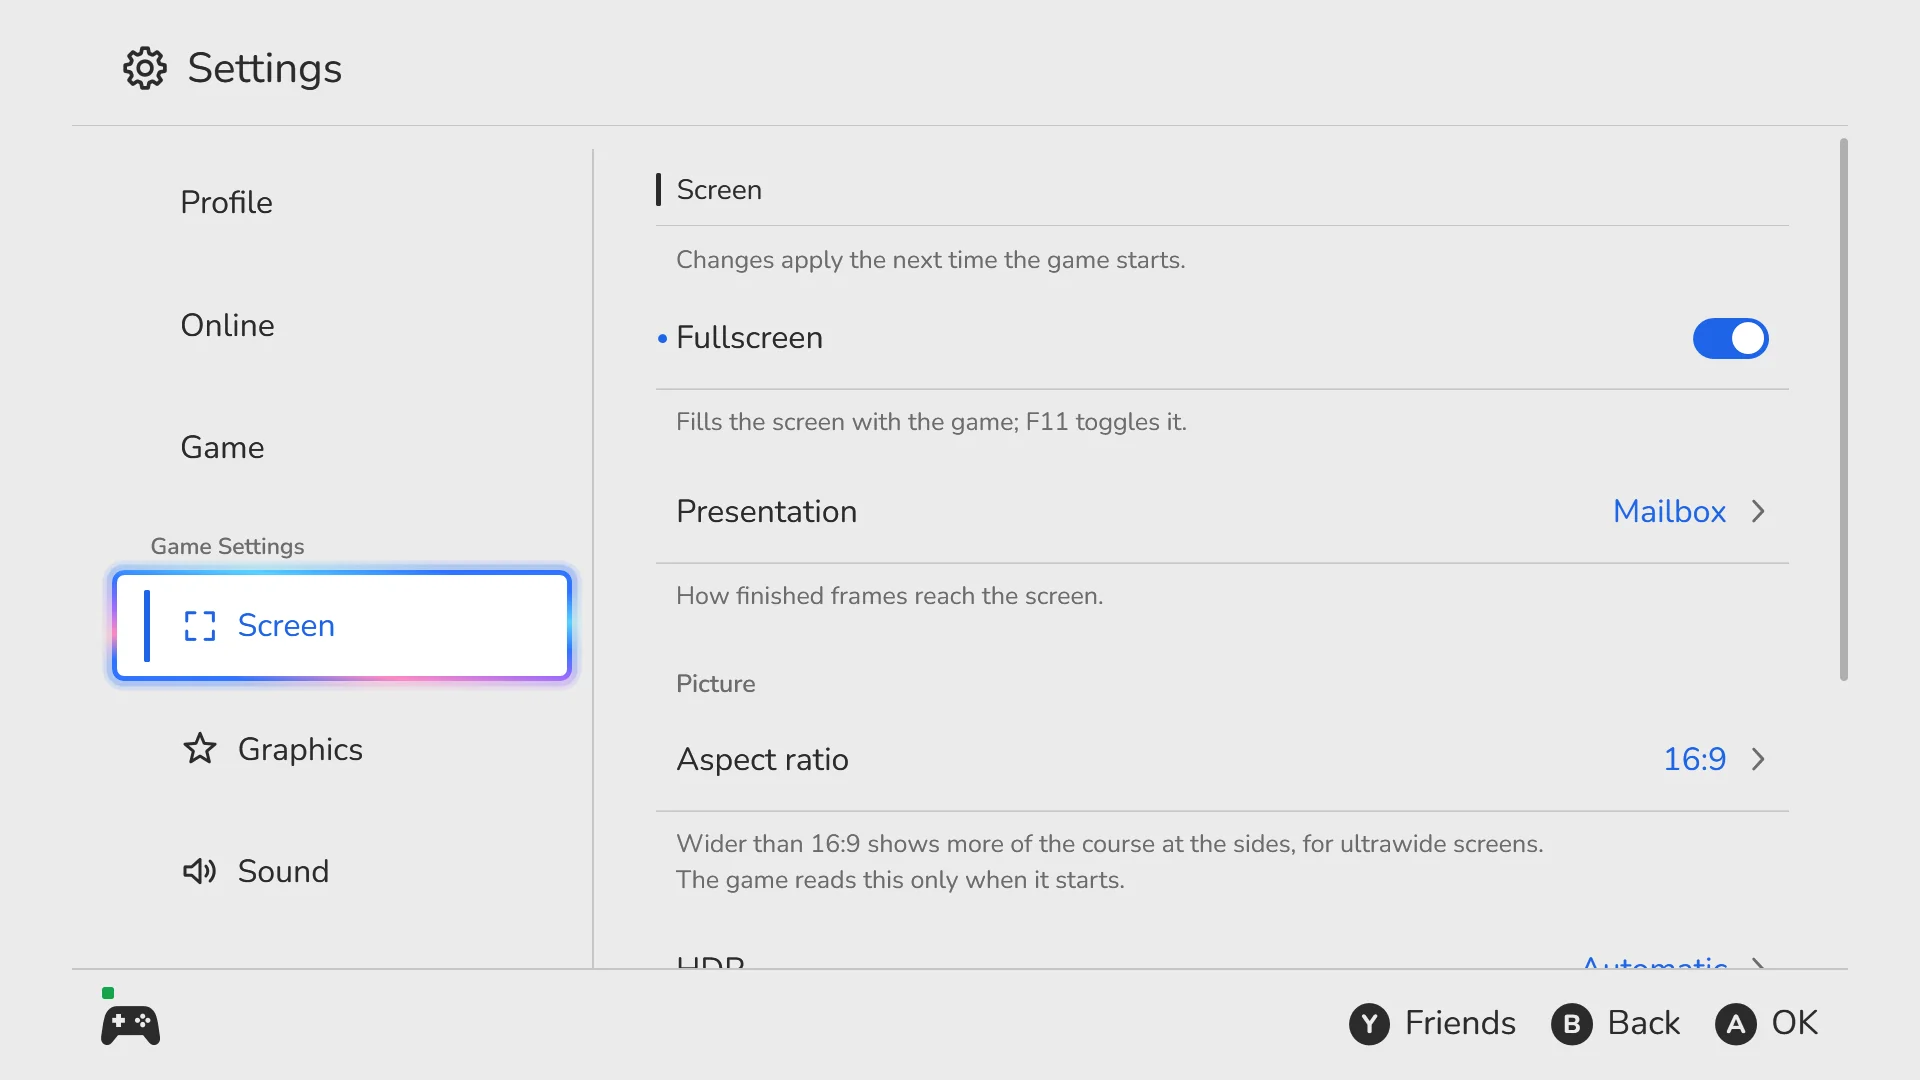 Settings
Profile
Online
Game
Game Settings
Screen
Graphics
Sound
Screen
Changes apply the next time the game starts.
Fullscreen
Fills the screen with the game; F11 toggles it.
Presentation
Mailbox
How finished frames reach the screen.
Picture
Aspect ratio
16:9
Wider than 16:9 shows more of the course at the sides, for ultrawide screens.
The game reads this only when it starts.
HDR
Automatic
Y Friends
B Back
A OK